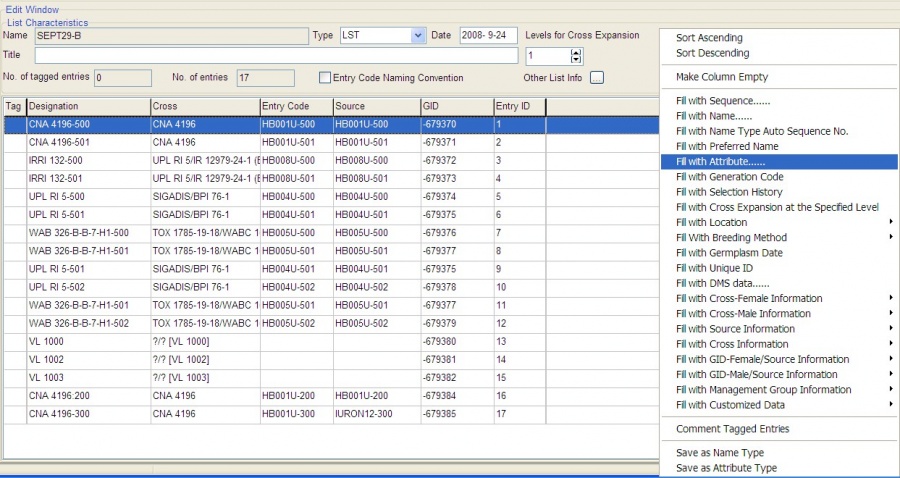 Edit Window
List Characteristics
Name SEPT29-B Type LST Date 2008- 9-24 Levels for Cross Expansion
Title 1
No. of tagged entries 0 No. of entries 17 Entry Code Naming Convention Other List Info ...
Tag Designation Cross Entry Code Source GID Entry ID
CNA 4196-500 CNA 4196 HB001U-500 HB001U-500 -679370 1
CNA 4196-501 CNA 4196 HB001U-501 HB001U-501 -679371 2
IRRI 132-500 UPL RI 5/IR 12979-24-1 (E HB008U-500 HB008U-500 -679372 3
IRRI 132-501 UPL RI 5/IR 12979-24-1 (E HB008U-501 HB008U-501 -679373 4
UPL RI 5-500 SIGADIS/BPI 76-1 HB004U-500 HB004U-500 -679374 5
UPL RI 5-501 SIGADIS/BPI 76-1 HB004U-501 HB004U-501 -679375 6
WAB 326-B-B-7-H1-500 TOX 1785-19-18/WABC 1 HB005U-500 HB005U-500 -679376 7
WAB 326-B-B-7-H1-501 TOX 1785-19-18/WABC 1 HB005U-501 HB005U-501 -679377 8
UPL RI 5-501 SIGADIS/BPI 76-1 HB004U-501 HB004U-501 -679375 9
UPL RI 5-502 SIGADIS/BPI 76-1 HB004U-502 HB004U-502 -679378 10
WAB 326-B-B-7-H1-501 TOX 1785-19-18/WABC 1 HB005U-501 HB005U-501 -679377 11
WAB 326-B-B-7-H1-502 TOX 1785-19-18/WABC 1 HB005U-502 HB005U-502 -679379 12
VL 1000 ?/? [VL 1000] -679380 13
VL 1002 ?/? [VL 1002] -679381 14
VL 1003 ?/? [VL 1003] -679382 15
CNA 4196:200 CNA 4196 HB001U-200 HB001U-200 -679384 16
CNA 4196-300 CNA 4196 HB001U-300 IURON12-300 -679385 17
Sort Ascending
Sort Descending
Make Column Empty
Fill with Sequence......
Fill with Name......
Fill with Name Type Auto Sequence No.
Fill with Preferred Name
Fill with Attribute......
Fill with Generation Code
Fill with Selection History
Fill with Cross Expansion at the Specified Level
Fill with Location
Fill With Breeding Method
Fill with Germplasm Date
Fill with Unique ID
Fill with DMS data......
Fill with Cross-Female Information
Fill with Cross-Male Information
Fill with Source Information
Fill with Cross Information
Fill with GID-Female/Source Information
Fill with GID-Male/Source Information
Fill with Management Group Information
Fill with Customized Data
Comment Tagged Entries
Save as Name Type
Save as Attribute Type